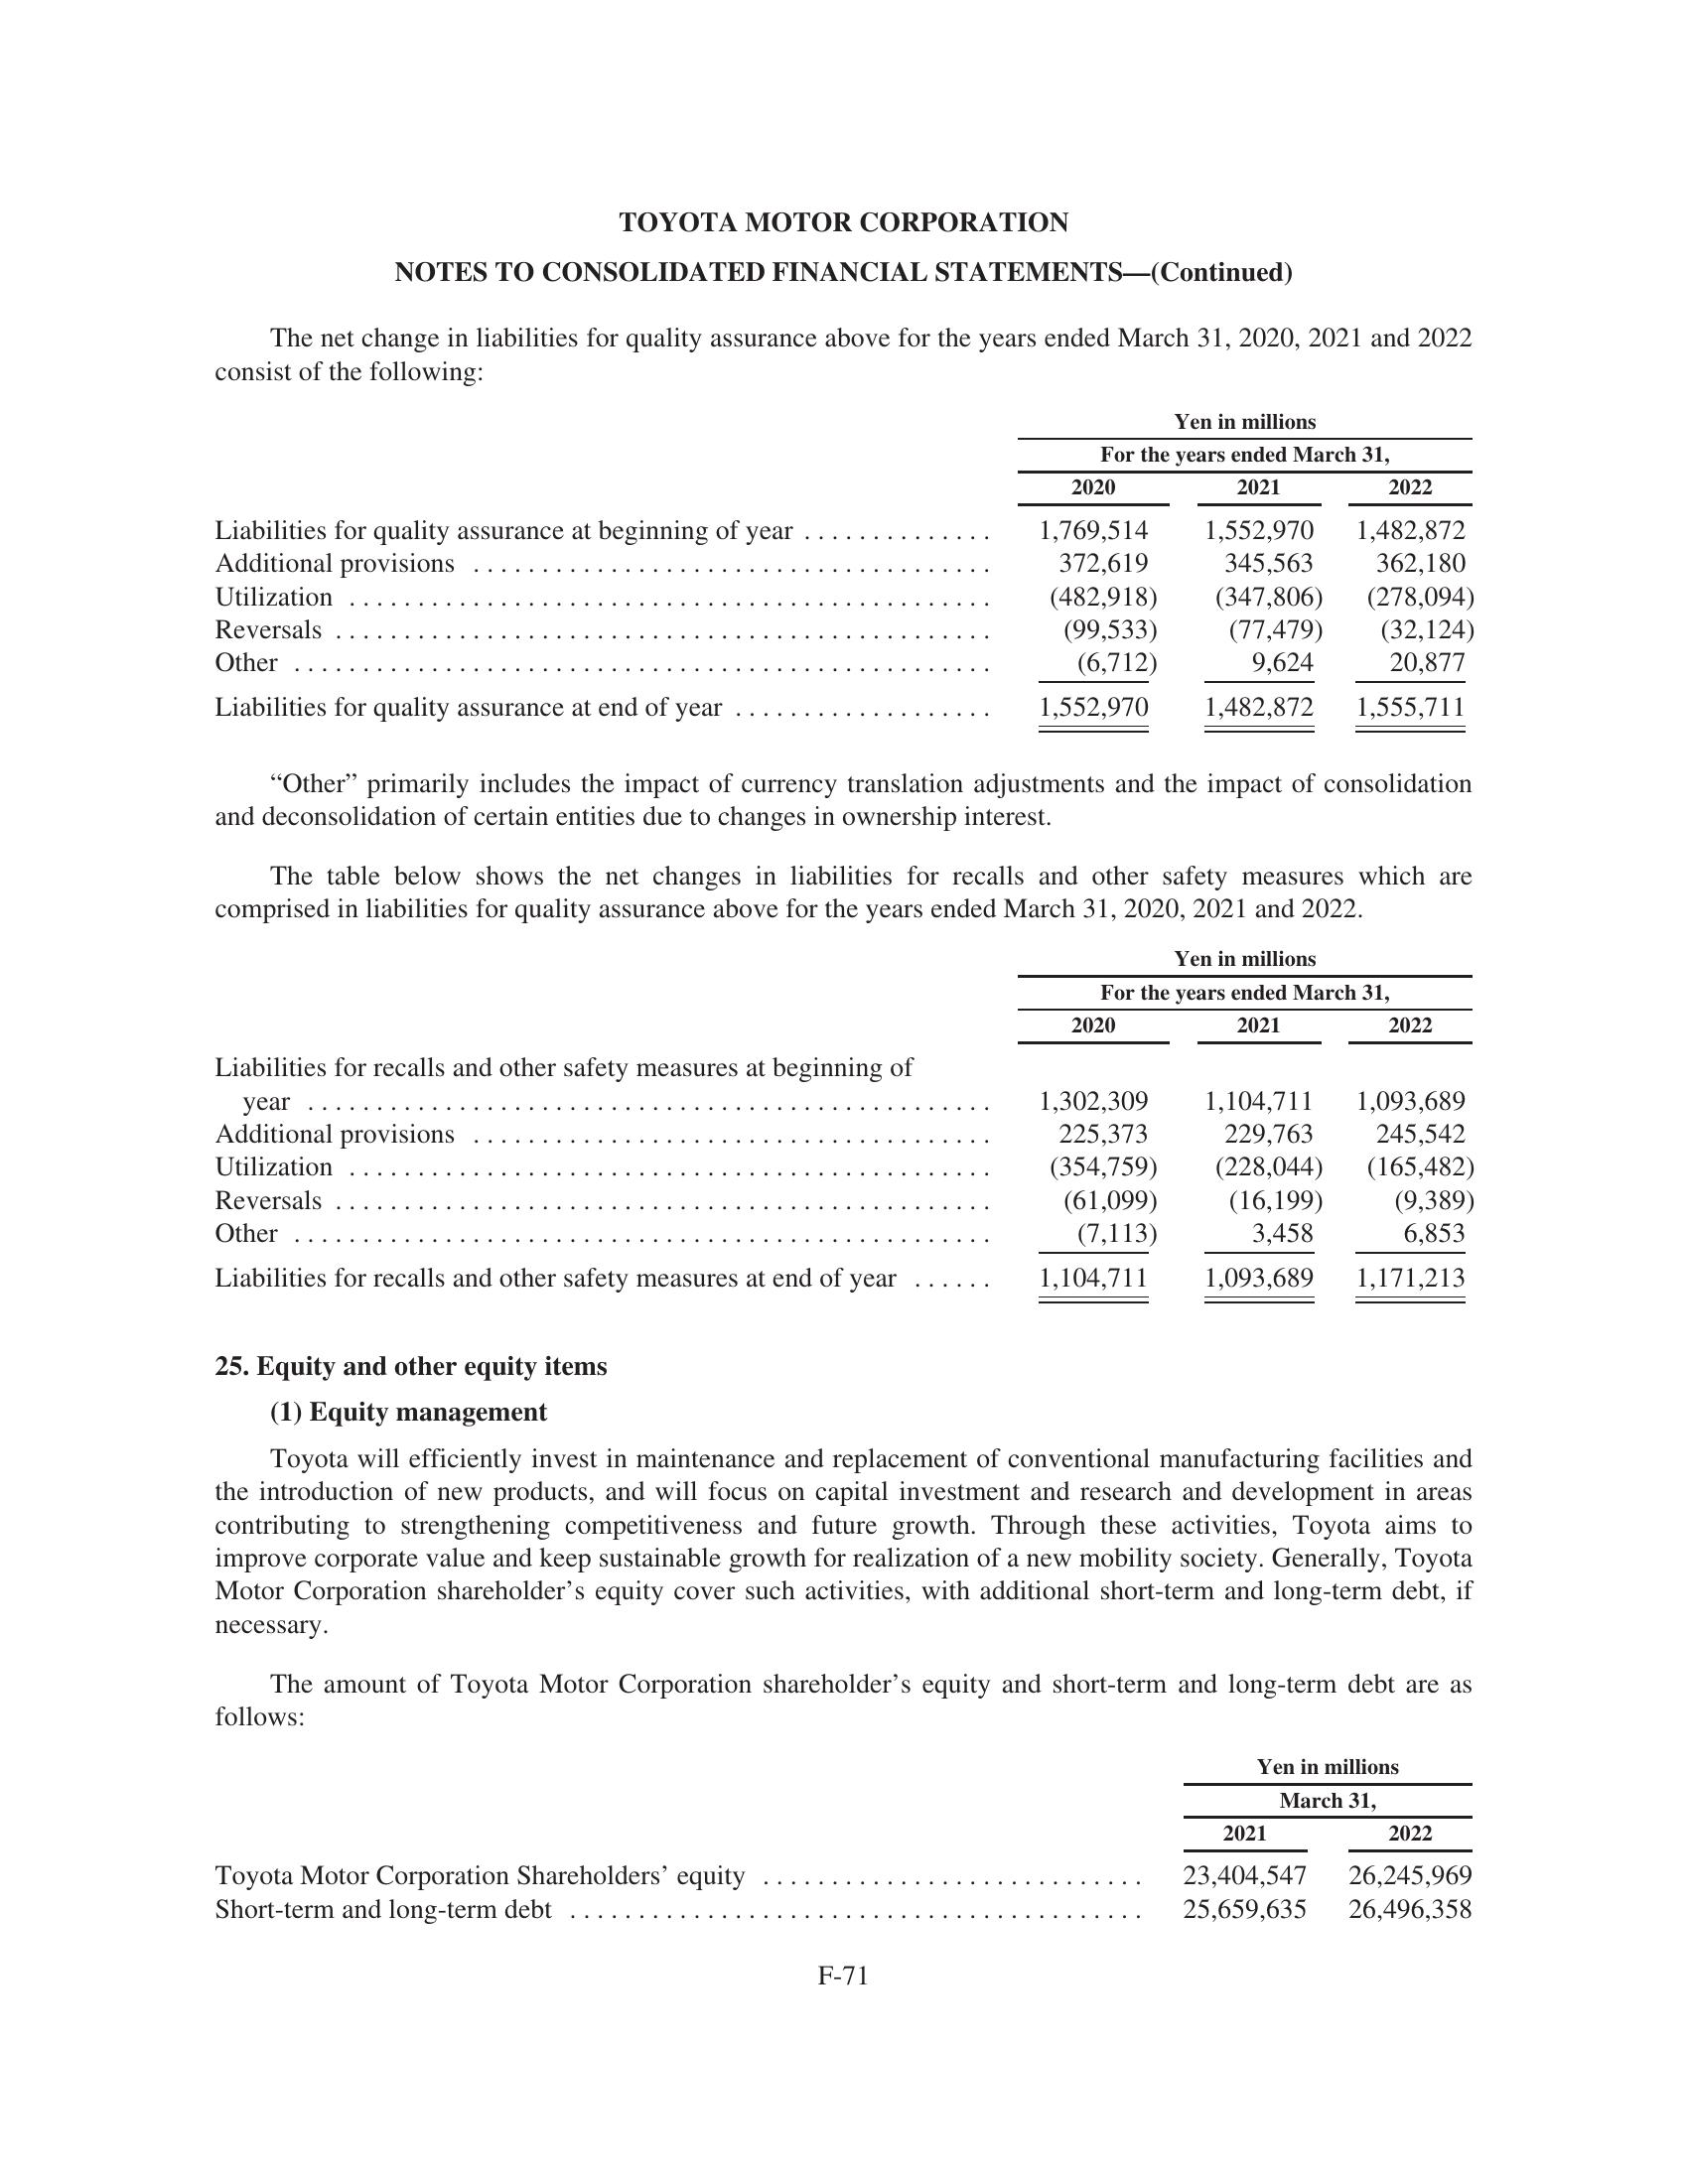 TOYOTA MOTOR CORPORATION
NOTES TO CONSOLIDATED FINANCIAL STATEMENTS—(Continued)
The net change in liabilities for quality assurance above for the years ended March 31, 2020, 2021 and 2022
consist of the following:
Yen in millions
For the years ended March 31,
2020 2021 2022
Liabilities for quality assurance at beginning of year . . . . . . . . . . . . . . 1,769,514 1,552,970 1,482,872
Additional provisions . . . . . . . . . . . . . . . . . . . . . . . . . . . . . . . . . . . . . . 372,619 345,563 362,180
Utilization . . . . . . . . . . . . . . . . . . . . . . . . . . . . . . . . . . . . . . . . . . . . . . . (482,918) (347,806) (278,094)
Reversals . . . . . . . . . . . . . . . . . . . . . . . . . . . . . . . . . . . . . . . . . . . . . . . . (99,533) (77,479) (32,124)
Other . . . . . . . . . . . . . . . . . . . . . . . . . . . . . . . . . . . . . . . . . . . . . . . . . . . (6,712) 9,624 20,877
Liabilities for quality assurance at end of year . . . . . . . . . . . . . . . . . . . 1,552,970 1,482,872 1,555,711
“Other” primarily includes the impact of currency translation adjustments and the impact of consolidation
and deconsolidation of certain entities due to changes in ownership interest.
The table below shows the net changes in liabilities for recalls and other safety measures which are
comprised in liabilities for quality assurance above for the years ended March 31, 2020, 2021 and 2022.
Yen in millions
For the years ended March 31,
2020 2021 2022
Liabilities for recalls and other safety measures at beginning of
year . . . . . . . . . . . . . . . . . . . . . . . . . . . . . . . . . . . . . . . . . . . . . . . . . . 1,302,309 1,104,711 1,093,689
Additional provisions . . . . . . . . . . . . . . . . . . . . . . . . . . . . . . . . . . . . . . 225,373 229,763 245,542
Utilization . . . . . . . . . . . . . . . . . . . . . . . . . . . . . . . . . . . . . . . . . . . . . . . (354,759) (228,044) (165,482)
Reversals . . . . . . . . . . . . . . . . . . . . . . . . . . . . . . . . . . . . . . . . . . . . . . . . (61,099) (16,199) (9,389)
Other . . . . . . . . . . . . . . . . . . . . . . . . . . . . . . . . . . . . . . . . . . . . . . . . . . . (7,113) 3,458 6,853
Liabilities for recalls and other safety measures at end of year . . . . . . 1,104,711 1,093,689 1,171,213
25. Equity and other equity items
(1) Equity management
Toyota will efficiently invest in maintenance and replacement of conventional manufacturing facilities and
the introduction of new products, and will focus on capital investment and research and development in areas
contributing to strengthening competitiveness and future growth. Through these activities, Toyota aims to
improve corporate value and keep sustainable growth for realization of a new mobility society. Generally, Toyota
Motor Corporation shareholder’s equity cover such activities, with additional short-term and long-term debt, if
necessary.
The amount of Toyota Motor Corporation shareholder’s equity and short-term and long-term debt are as
follows:
Yen in millions
March 31,
2021 2022
Toyota Motor Corporation Shareholders’ equity . . . . . . . . . . . . . . . . . . . . . . . . . . . . 23,404,547 26,245,969
Short-term and long-term debt . . . . . . . . . . . . . . . . . . . . . . . . . . . . . . . . . . . . . . . . . . 25,659,635 26,496,358
F-71